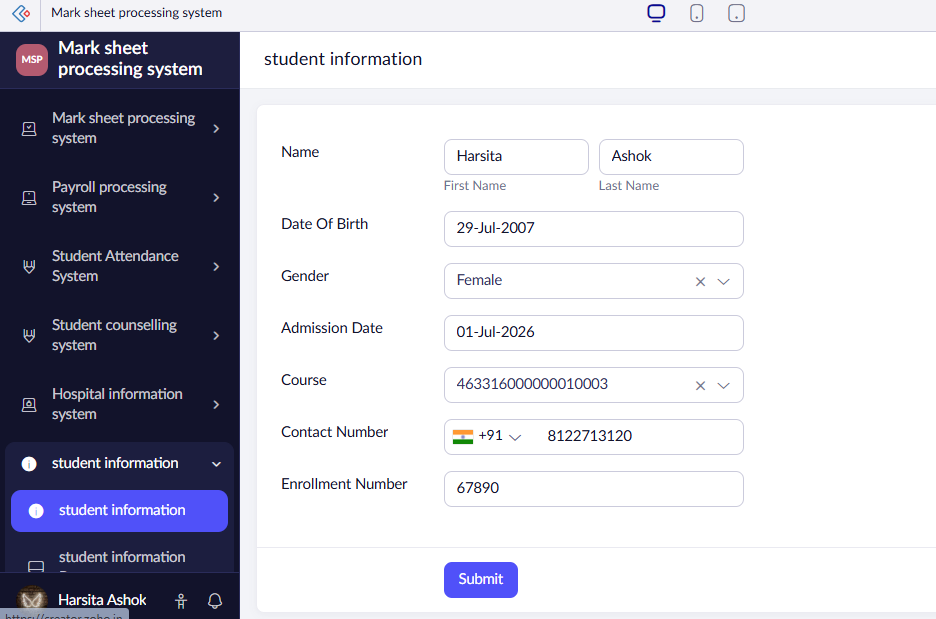 Mark sheet processing system
MSP
Mark sheet
processing system
student information
Mark sheet processing
system
Payroll processing
system
Student Attendance
System
Student counselling
system
Hospital information
system
student information
student information
student information
Harsita Ashok
https://creator.zoho.in
Name
Harsita
Ashok
First Name
Last Name
Date Of Birth
29-Jul-2007
Gender
Female
Admission Date
01-Jul-2026
Course
463316000000010003
Contact Number
+91
8122713120
Enrollment Number
67890
Submit